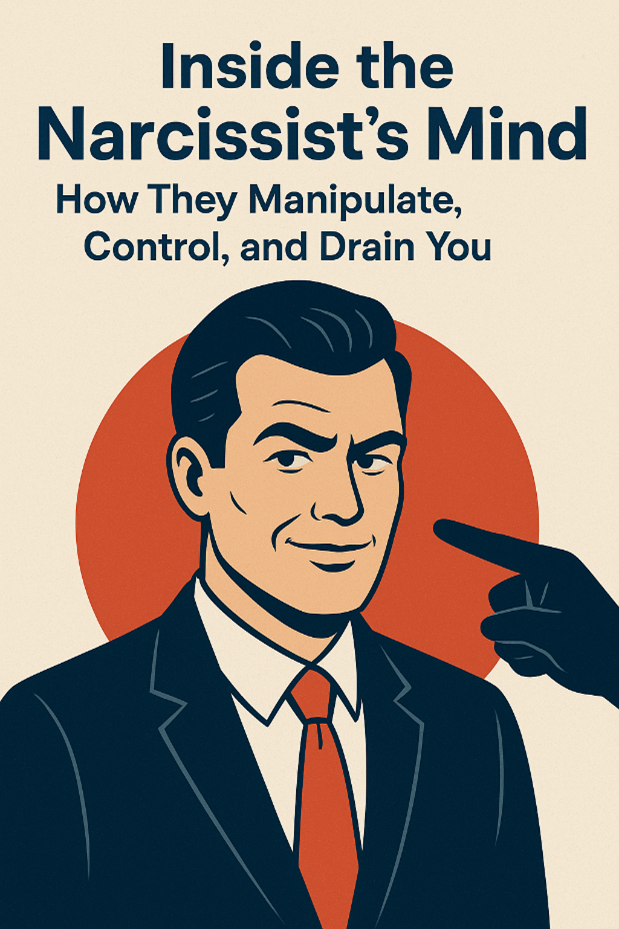 Inside the
Narcissist’s Mind
How They Manipulate,
Control, and Drain You